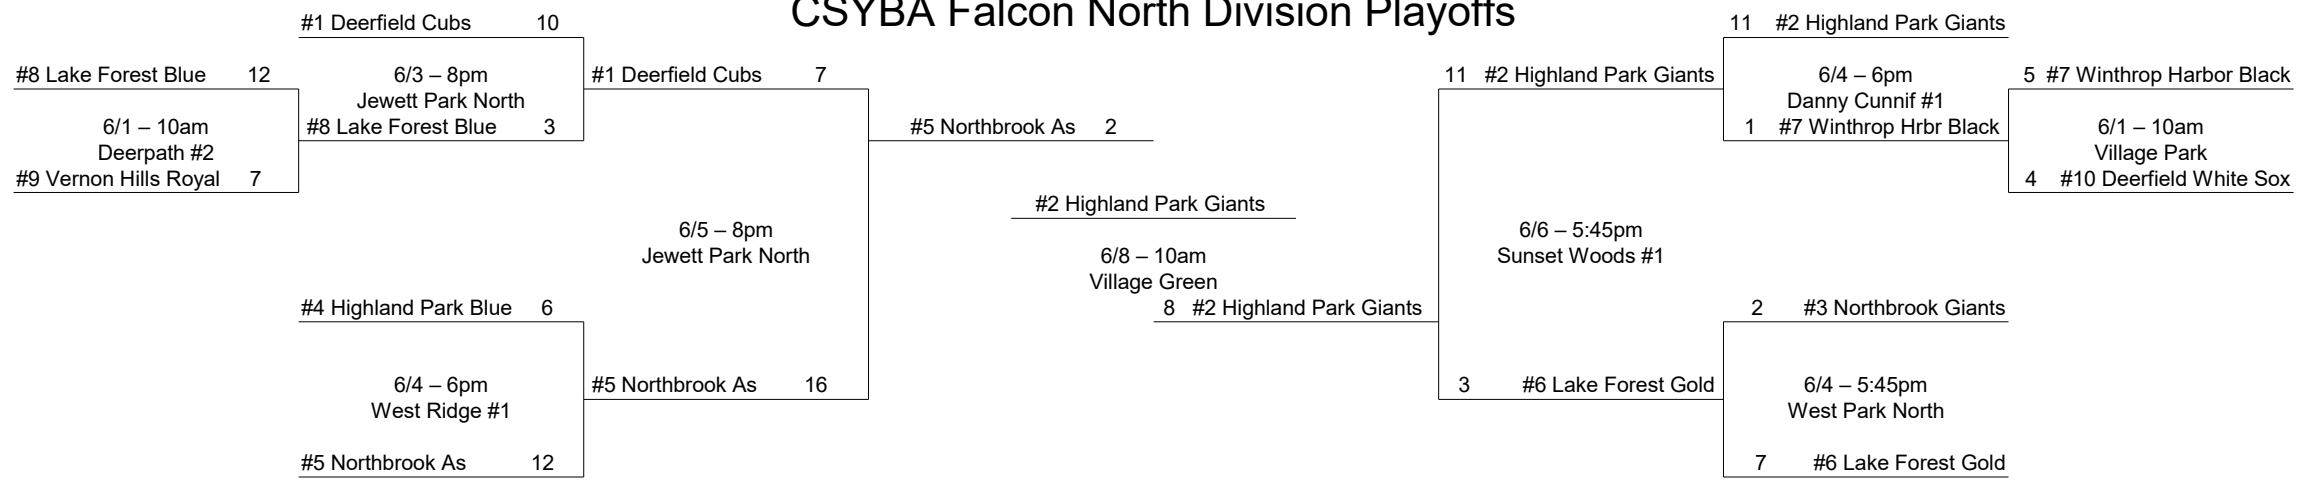 CSYBA Falcon North Division Playoffs
#1 Deerfield Cubs 10
11 #2 Highland Park Giants
#8 Lake Forest Blue 12
6/3 – 8pm
#1 Deerfield Cubs 7
11 #2 Highland Park Giants
6/4 – 6pm
5 #7 Winthrop Harbor Black
Jewett Park North
Danny Cunnif #1
6/1 – 10am
#8 Lake Forest Blue 3
#5 Northbrook As 2
1 #7 Winthrop Hrbr Black
6/1 – 10am
Deerpath #2
Village Park
#9 Vernon Hills Royal 7
4 #10 Deerfield White Sox
#2 Highland Park Giants
6/5 – 8pm
6/6 – 5:45pm
Jewett Park North
6/8 – 10am
Sunset Woods #1
Village Green
#4 Highland Park Blue 6
8 #2 Highland Park Giants
2 #3 Northbrook Giants
6/4 – 6pm
#5 Northbrook As 16
3 #6 Lake Forest Gold
6/4 – 5:45pm
West Ridge #1
West Park North
#5 Northbrook As 12
7 #6 Lake Forest Gold